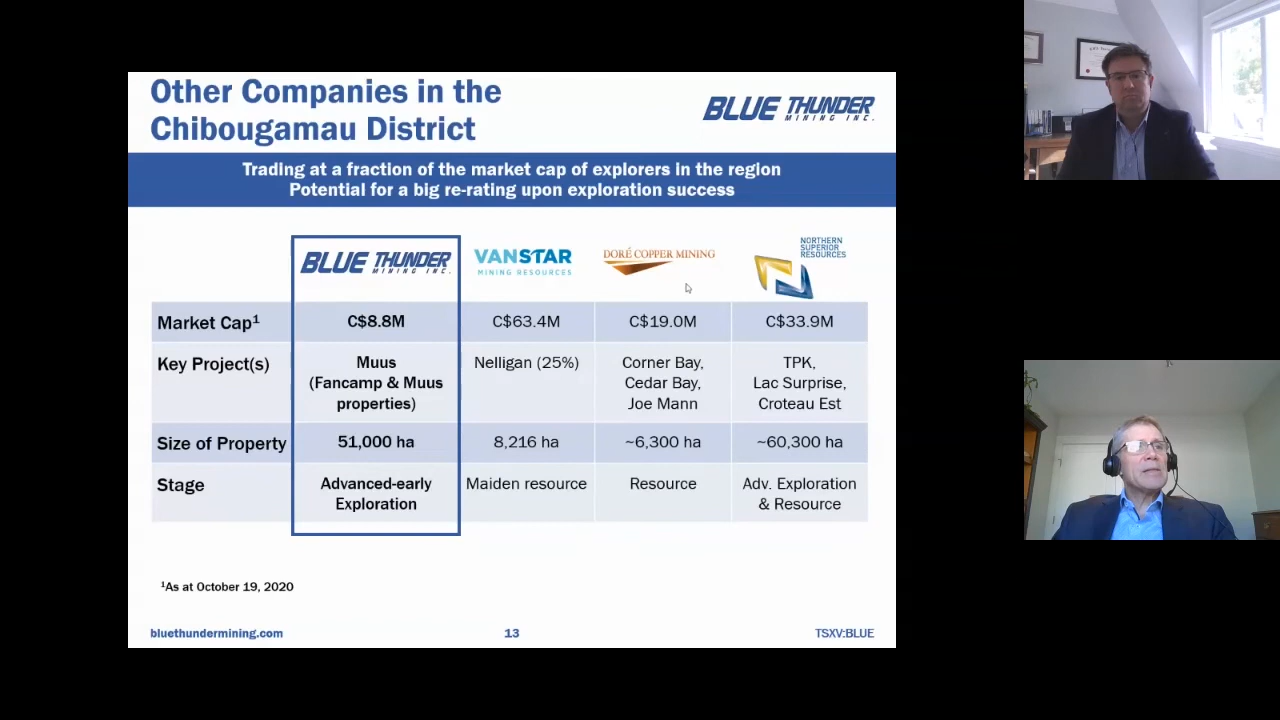 Other Companies in the
Chibougamau District
BLUE THUNDER
MINING INC.
Trading at a fraction of the market cap of explorers in the region
Potential for a big re-rating upon exploration success
BLUE THUNDER
MINING INC.
VANSTAR
MINING RESOURCES
DORÉ COPPER MINING
NORTHERN
SUPERIOR
RESOURCES
Market Cap¹ C$8.8M C$63.4M C$19.0M C$33.9M
Key Project(s) Muus Nelligan (25%) Corner Bay, TPK,
(Fancamp & Muus Cedar Bay, Lac Surprise,
properties) Joe Mann Croteau Est
Size of Property 51,000 ha 8,216 ha ~6,300 ha ~60,300 ha
Stage Advanced-early Maiden resource Resource Adv. Exploration
Exploration & Resource
¹As at October 19, 2020
bluethundermining.com 13 TSXV:BLUE